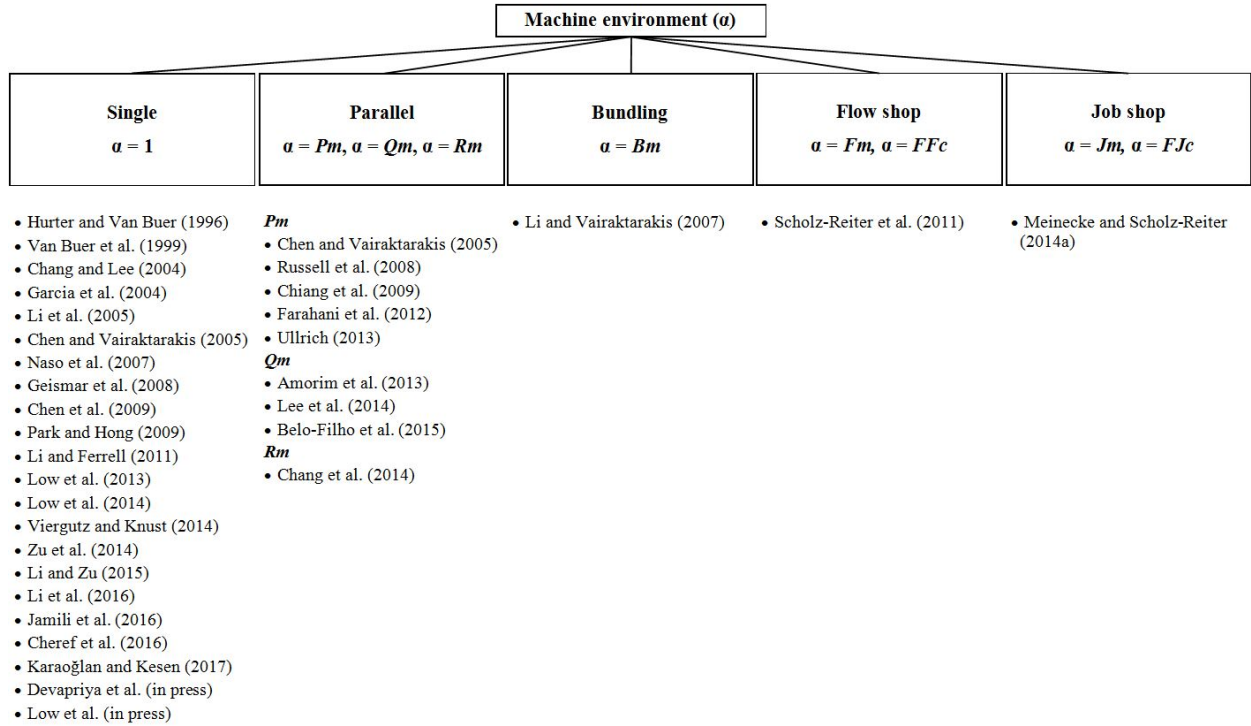 Machine environment (α)
Single
α = 1
Parallel
α = Pm, α = Qm, α = Rm
Bundling
α = Bm
Flow shop
α = Fm, α = FFc
Job shop
α = Jm, α = FJc
• Hurter and Van Buer (1996)
• Van Buer et al. (1999)
• Chang and Lee (2004)
• Garcia et al. (2004)
• Li et al. (2005)
• Chen and Vairaktarakis (2005)
• Naso et al. (2007)
• Geismar et al. (2008)
• Chen et al. (2009)
• Park and Hong (2009)
• Li and Ferrell (2011)
• Low et al. (2013)
• Low et al. (2014)
• Viergutz and Knust (2014)
• Zu et al. (2014)
• Li and Zu (2015)
• Li et al. (2016)
• Jamili et al. (2016)
• Cheref et al. (2016)
• Karaoğlan and Kesen (2017)
• Devapriya et al. (in press)
• Low et al. (in press)
Pm
• Chen and Vairaktarakis (2005)
• Russell et al. (2008)
• Chiang et al. (2009)
• Farahani et al. (2012)
• Ullrich (2013)
Qm
• Amorim et al. (2013)
• Lee et al. (2014)
• Belo-Filho et al. (2015)
Rm
• Chang et al. (2014)
• Li and Vairaktarakis (2007)
• Scholz-Reiter et al. (2011)
• Meinecke and Scholz-Reiter
(2014a)